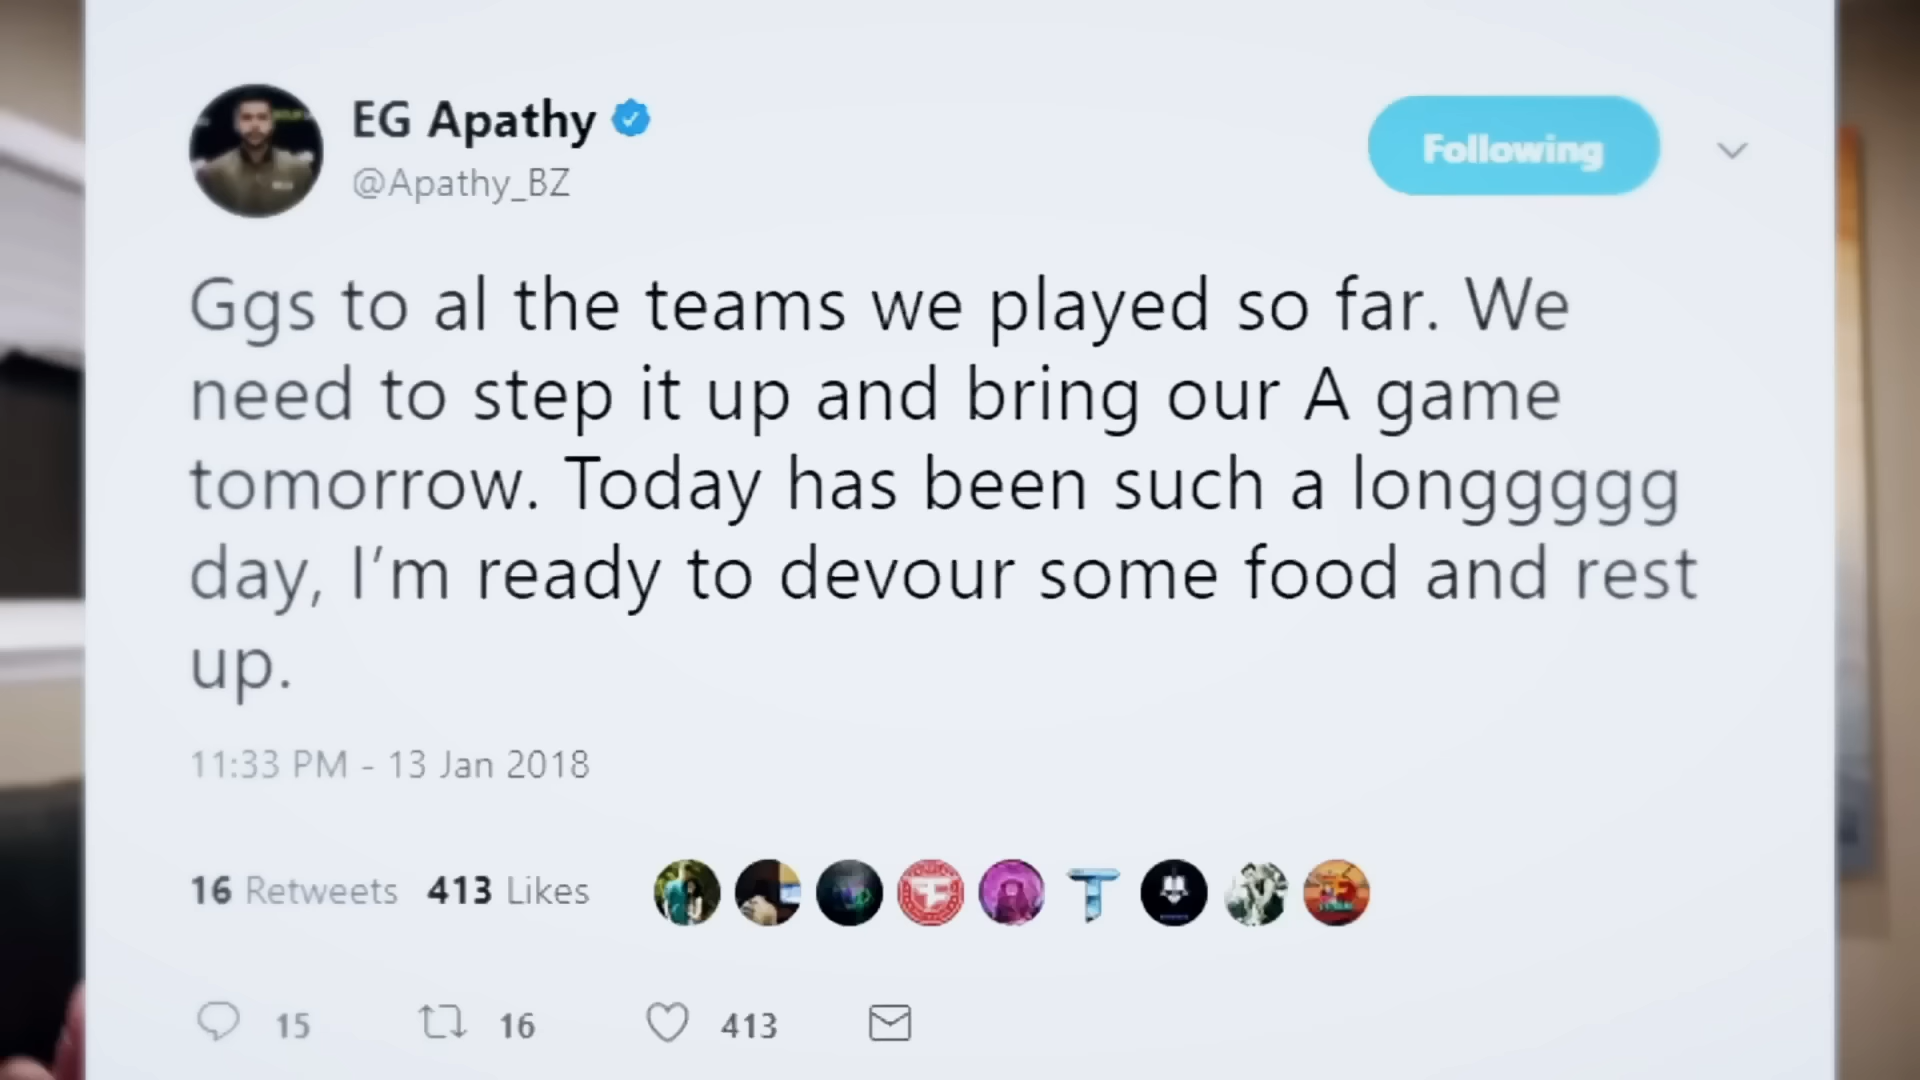 EG Apathy
@Apathy_BZ
Following
Ggs to al the teams we played so far. We
need to step it up and bring our A game
tomorrow. Today has been such a longgggg
day, I’m ready to devour some food and rest
up.
11:33 PM - 13 Jan 2018
16 Retweets 413 Likes
15 16 413